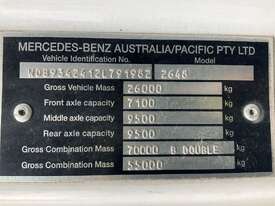 MERCEDES-BENZ AUSTRALIA/PACIFIC PTY LTD
Vehicle Identification No. Model
WDB9342412L791982 2648
Gross Vehicle Mass 26000 kg
Front axle capacity 7100 kg
Middle axle capacity 9500 kg
Rear axle capacity 9500 kg
Gross Combination Mass 70000 B DOUBLE kg
Gross Combination Mass 55000 kg